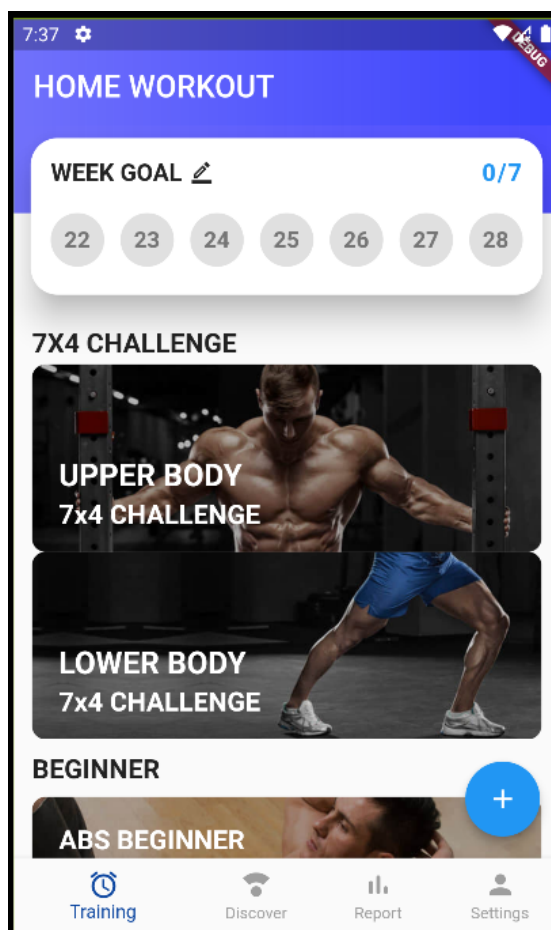 7:37
DEBUG
HOME WORKOUT
WEEK GOAL 0/7
22 23 24 25 26 27 28
7X4 CHALLENGE
UPPER BODY
7x4 CHALLENGE
LOWER BODY
7x4 CHALLENGE
BEGINNER
+
ABS BEGINNER
Training Discover Report Settings